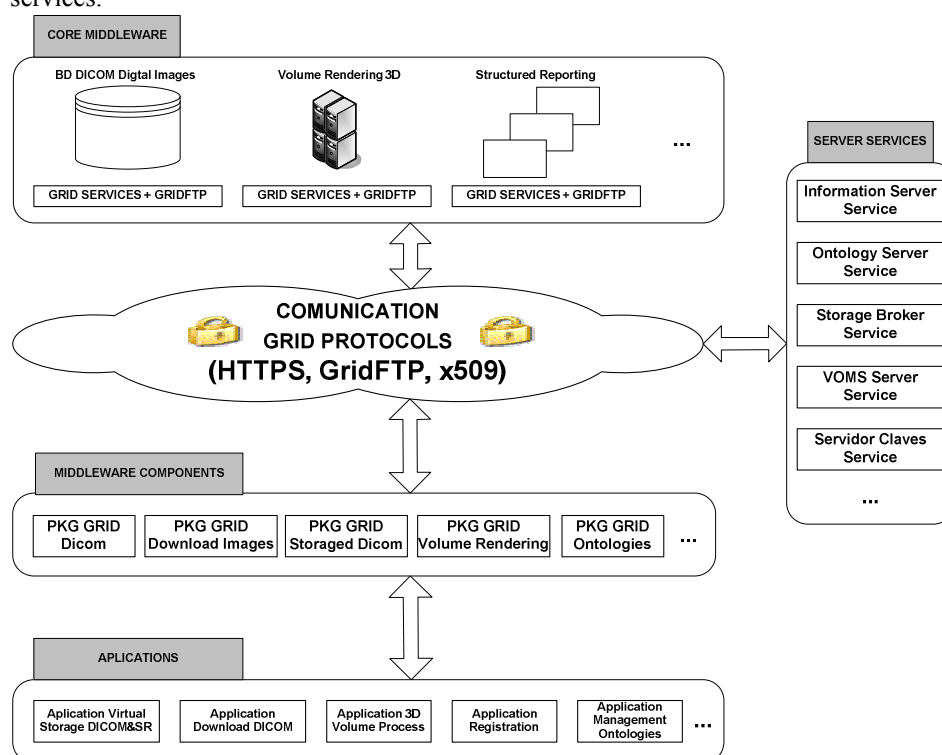 services.
CORE MIDDLEWARE
BD DICOM Digtal Images
Volume Rendering 3D
Structured Reporting
...
GRID SERVICES + GRIDFTP
GRID SERVICES + GRIDFTP
GRID SERVICES + GRIDFTP
SERVER SERVICES
Information Server
Service
Ontology Server
Service
Storage Broker
Service
VOMS Server
Service
Servidor Claves
Service
...
COMUNICATION
GRID PROTOCOLS
(HTTPS, GridFTP, x509)
MIDDLEWARE COMPONENTS
PKG GRID
Dicom
PKG GRID
Download Images
PKG GRID
Storaged Dicom
PKG GRID
Volume Rendering
PKG GRID
Ontologies
...
APLICATIONS
Aplication Virtual
Storage DICOM&SR
Application
Download DICOM
Application 3D
Volume Process
Application
Registration
Application
Management
Ontologies
...